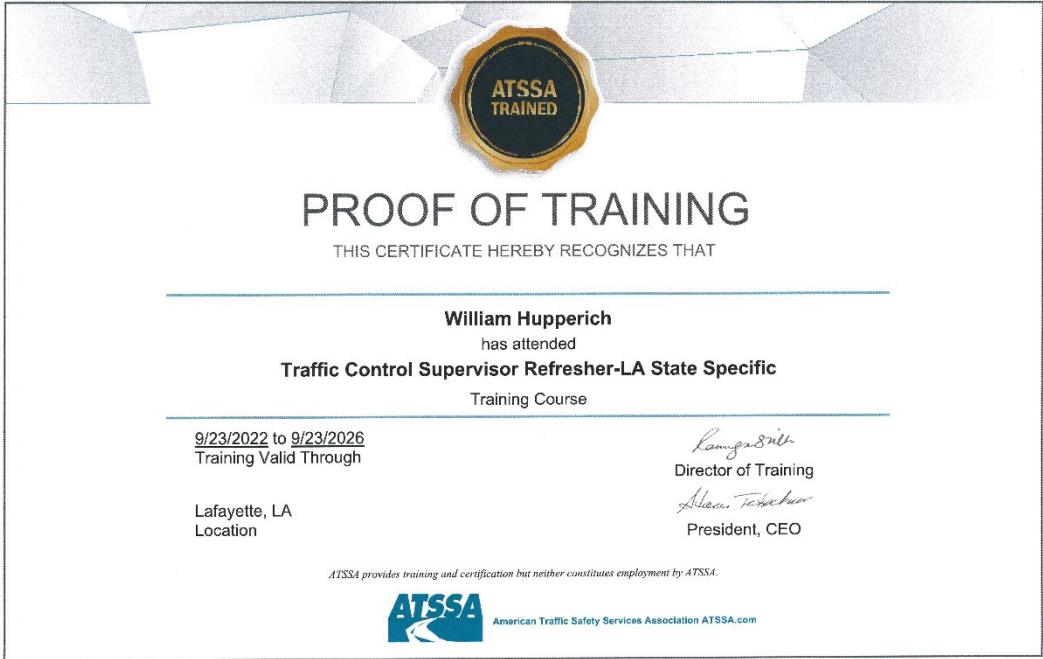 ATSSA
TRAINED
PROOF OF TRAINING
THIS CERTIFICATE HEREBY RECOGNIZES THAT
William Hupperich
has attended
Traffic Control Supervisor Refresher-LA State Specific
Training Course
9/23/2022 to 9/23/2026
Training Valid Through
Director of Training
Lafayette, LA
Location
President, CEO
ATSSA provides training and certification but neither constitutes employment by ATSSA.
ATSSA
American Traffic Safety Services Association ATSSA.com